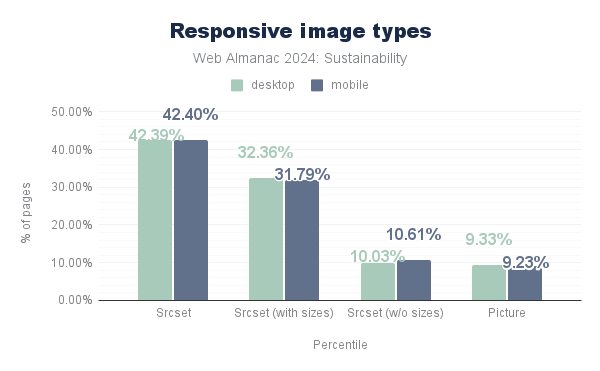 Responsive image types
Web Almanac 2024: Sustainability
desktop mobile
50.00%
40.00%
30.00%
20.00%
10.00%
0.00%
% of pages
42.39% 42.40%
32.36% 31.79%
10.03% 10.61%
9.33% 9.23%
Srcset Srcset (with sizes) Srcset (w/o sizes) Picture
Percentile